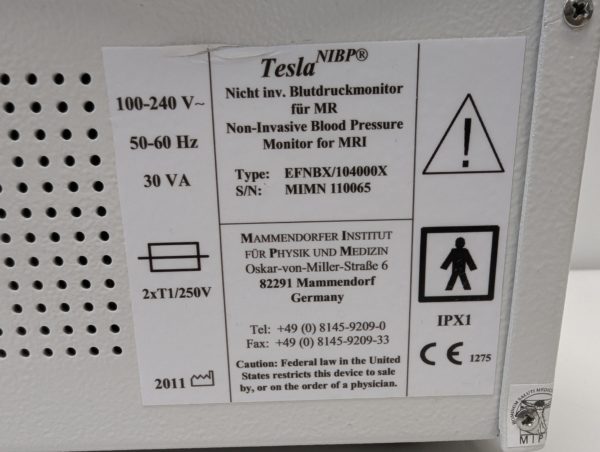 100-240 V~
50-60 Hz
30 VA
2xT1/250V
2011
Tesla NIBP®
Nicht inv. Blutdruckmonitor
für MR
Non-Invasive Blood Pressure
Monitor for MRI
Type: EFNBX/104000X
S/N: MIMN 110065
MAMMENDORFER INSTITUT
FÜR PHYSIK UND MEDIZIN
Oskar-von-Miller-Straße 6
82291 Mammendorf
Germany
Tel: +49 (0) 8145-9209-0
Fax: +49 (0) 8145-9209-33
Caution: Federal law in the United
States restricts this device to sale
by, or on the order of a physician.
!
IPX1
CE 1275
MIP